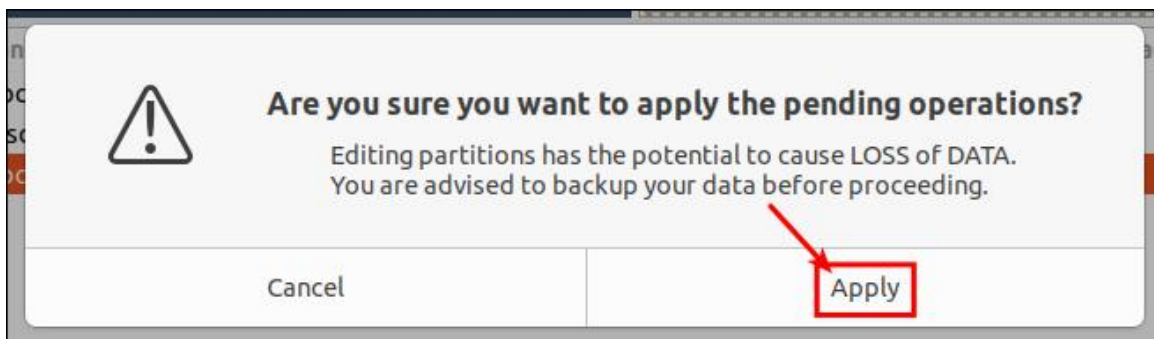 Are you sure you want to apply the pending operations?
Editing partitions has the potential to cause LOSS of DATA.
You are advised to backup your data before proceeding.
Cancel
Apply